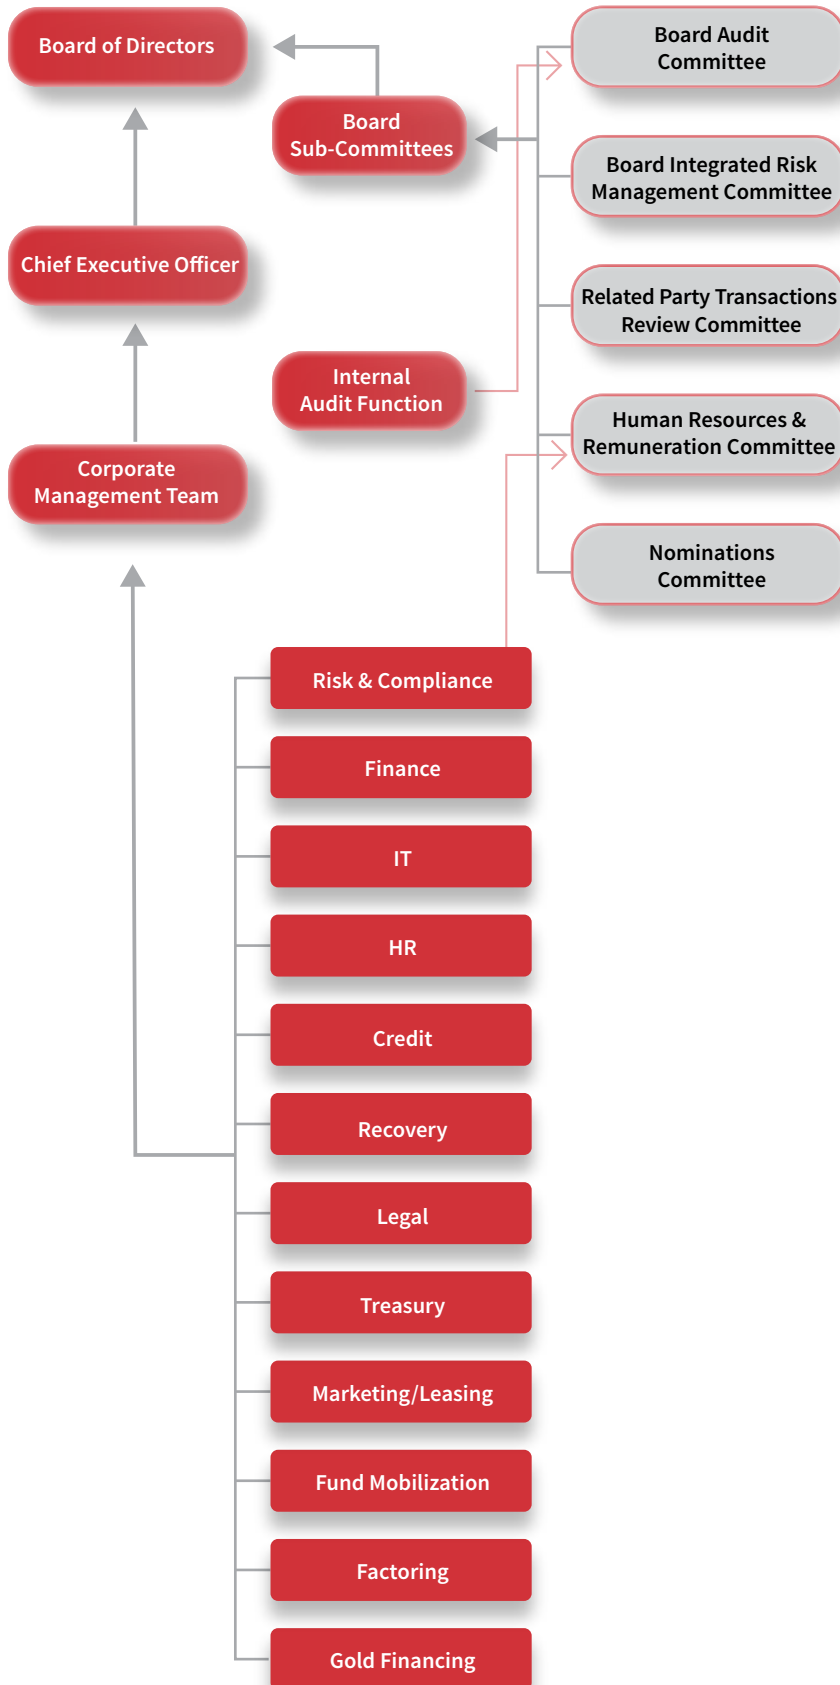 Board of Directors
Board
Sub-Committees
Chief Executive Officer
Internal
Audit Function
Corporate
Management Team
Board Audit
Committee
Board Integrated Risk
Management Committee
Related Party Transactions
Review Committee
Human Resources &
Remuneration Committee
Nominations
Committee
Risk & Compliance
Finance
IT
HR
Credit
Recovery
Legal
Treasury
Marketing/Leasing
Fund Mobilization
Factoring
Gold Financing